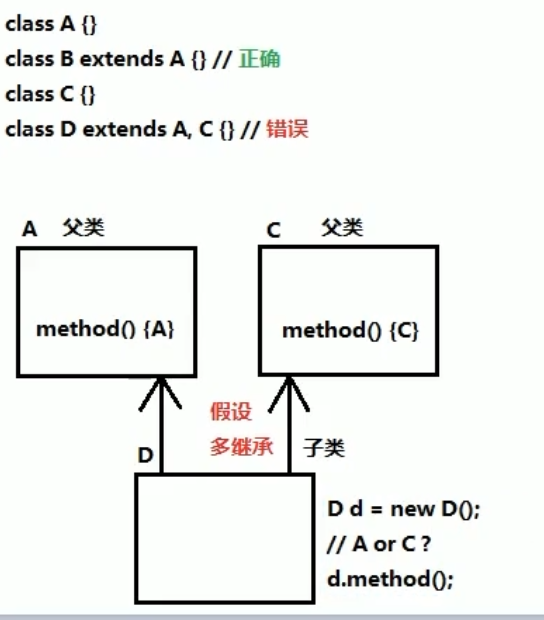 class A {}
class B extends A {} // 正确
class C {}
class D extends A, C {} // 错误
A 父类
C 父类
method() {A}
method() {C}
假设
多继承
D
子类
D d = new D();
// A or C ?
d.method();